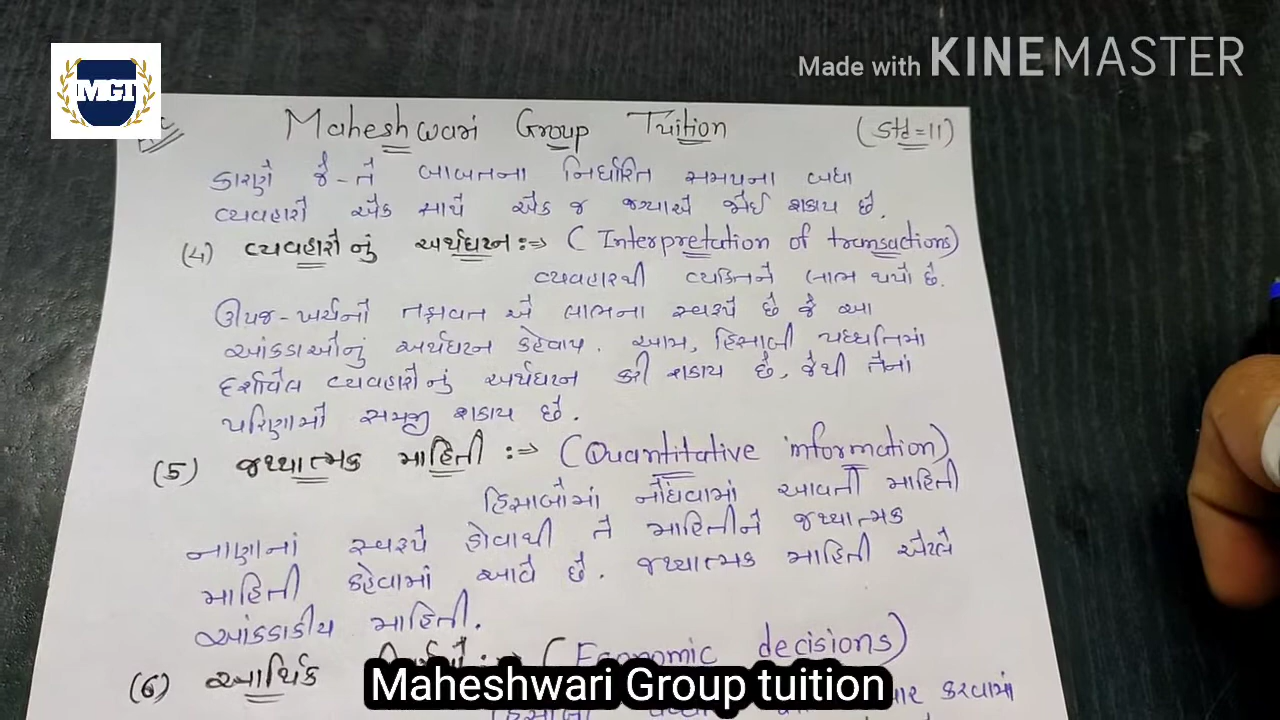 Made with KINEMASTER
MGT
Maheshwari Group Tuition (Std=11)
કારણે જે-તે બાબતના નિર્ધારિત સમયના બધા
વ્યવહારો એક સાથે એક જ જગ્યાએ જોઈ શકાય છે.
(4) વ્યવહારોનું અર્થઘટન :⇒ (Interpretation of transactions)
વ્યવહારથી વ્યકિતને લાભ થયો છે.
ઊપજ-ખર્ચનો તફાવત એ લાભના સ્વરૂપે છે જે આ
આંકડાઓનું અર્થઘટન કહેવાય. આમ, હિસાબી પધ્ધતિમાં
દર્શાવેલ વ્યવહારોનું અર્થઘટન કરી શકાય છે, જેથી તેનાં
પરિણામો સમજી શકાય છે.
(5) જથ્થાત્મક માહિતી :⇒ (Quantitative information)
હિસાબોમાં નોંધવામાં આવતી માહિતી
નાણાનાં સ્વરૂપે હોવાથી તે માહિતીને જથ્થાત્મક
માહિતી કહેવામાં આવે છે. જથ્થાત્મક માહિતી એટલે
આંકડાકીય માહિતી.
(6) આર્થિક :⇒ (Economic decisions)
કરવામાં
Maheshwari Group tuition